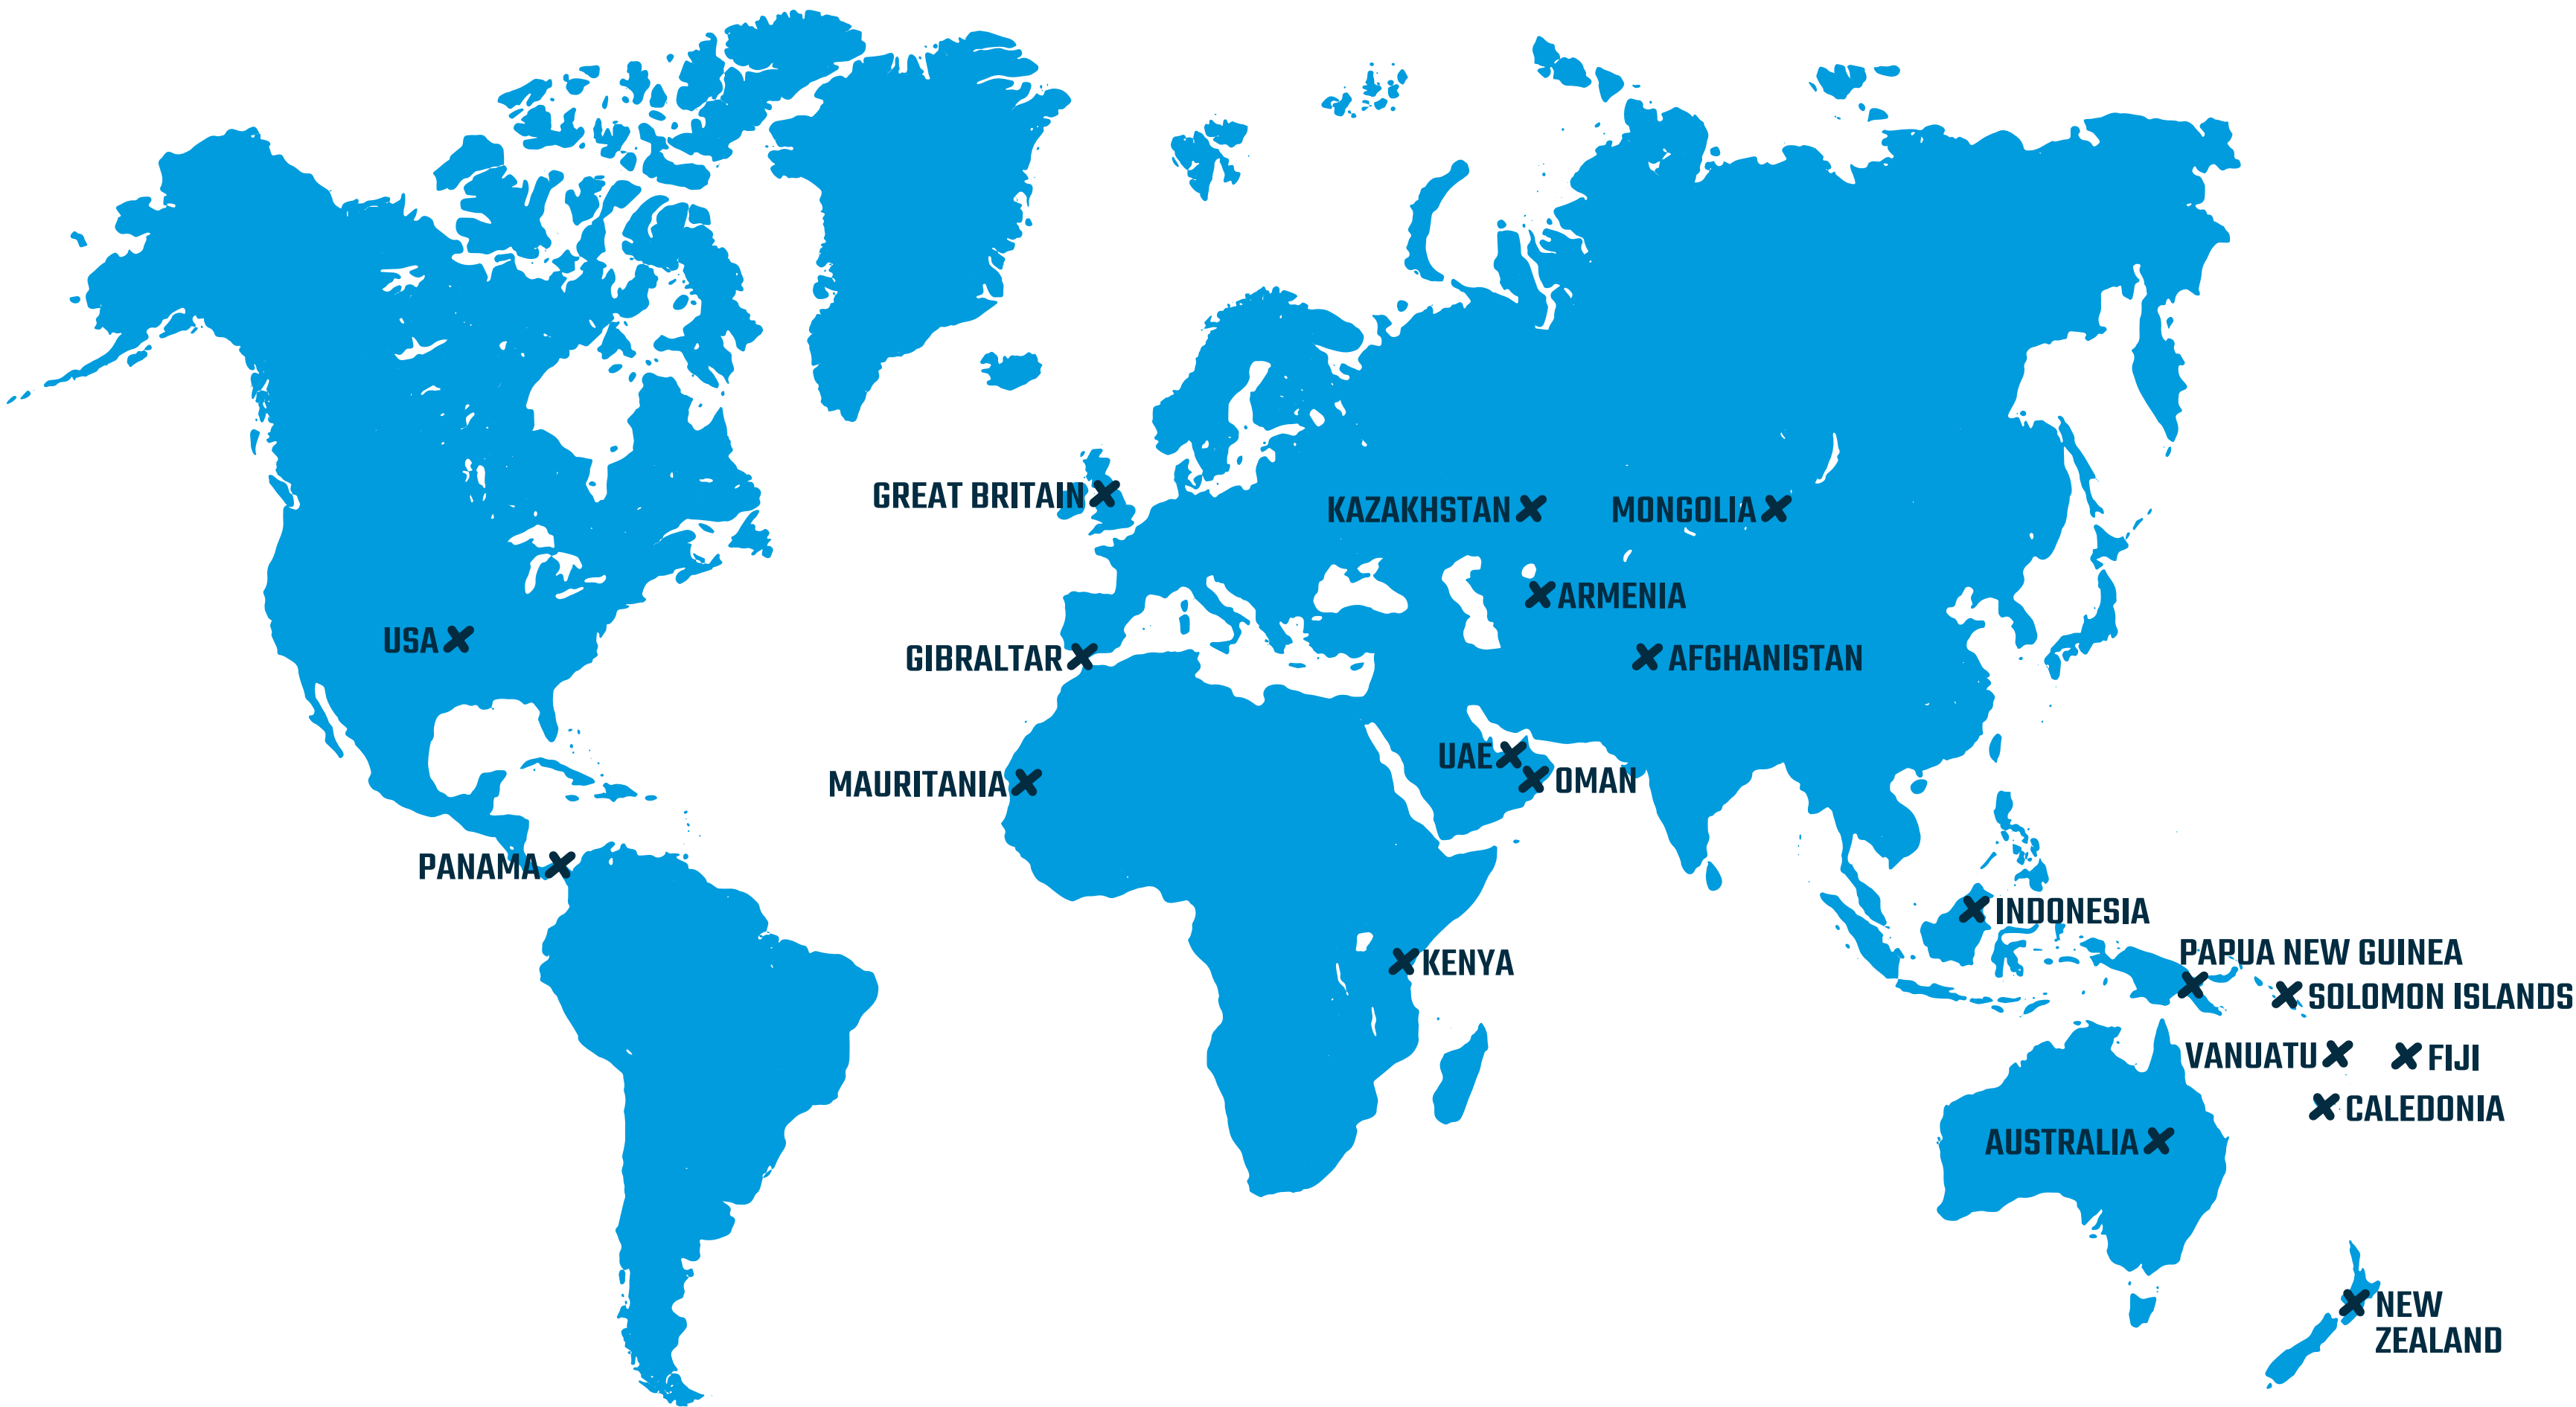 GREAT BRITAIN
KAZAKHSTAN
MONGOLIA
ARMENIA
USA
GIBRALTAR
AFGHANISTAN
UAE
MAURITANIA
OMAN
PANAMA
INDONESIA
PAPUA NEW GUINEA
KENYA
SOLOMON ISLANDS
VANUATU
FIJI
CALEDONIA
AUSTRALIA
NEW
ZEALAND